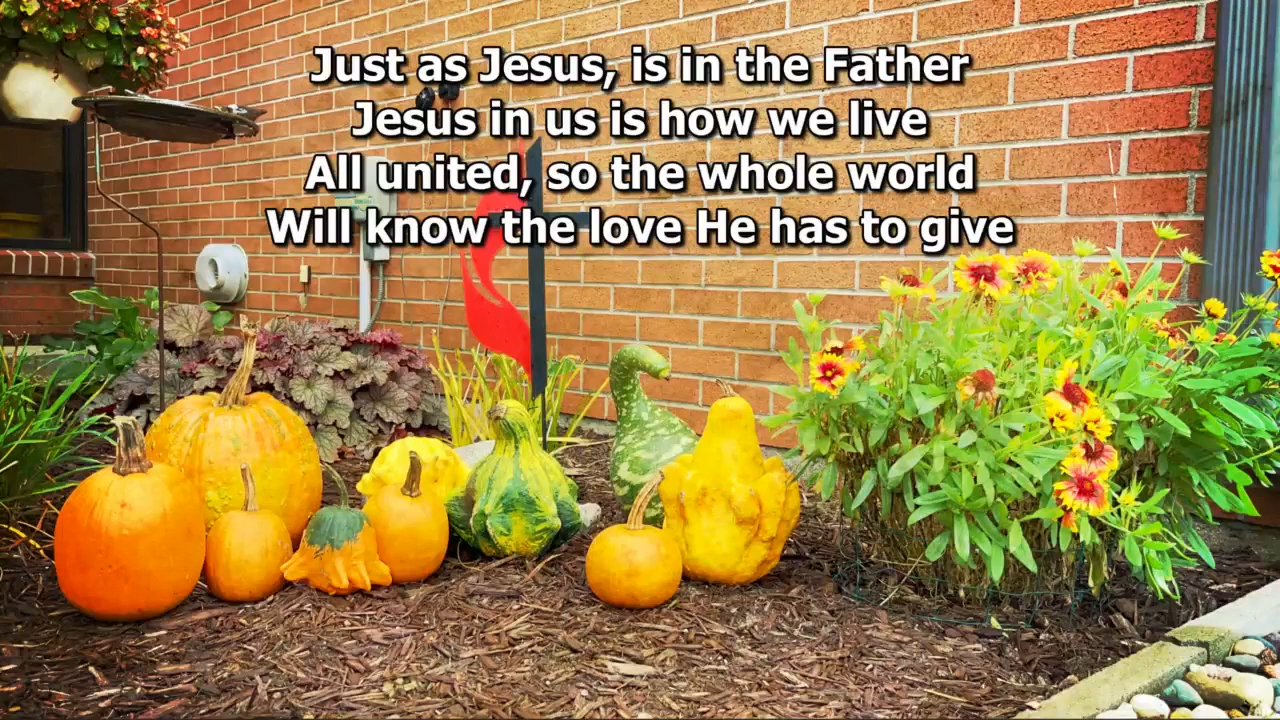 Just as Jesus, is in the Father
Jesus in us is how we live
All united, so the whole world
Will know the love He has to give